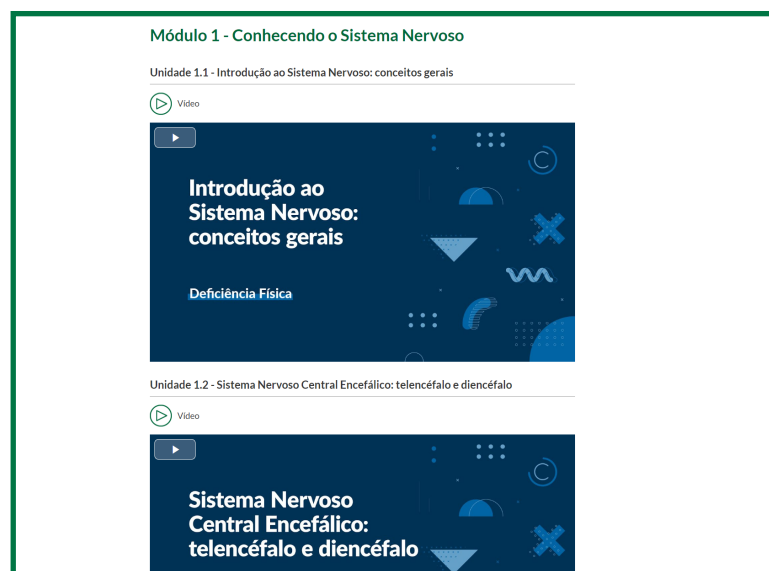 Módulo 1 - Conhecendo o Sistema Nervoso
Unidade 1.1 - Introdução ao Sistema Nervoso: conceitos gerais
Vídeo
Introdução ao
Sistema Nervoso:
conceitos gerais
Deficiência Física
Unidade 1.2 - Sistema Nervoso Central Encefálico: telencéfalo e diencéfalo
Vídeo
Sistema Nervoso
Central Encefálico:
telencéfalo e diencéfalo